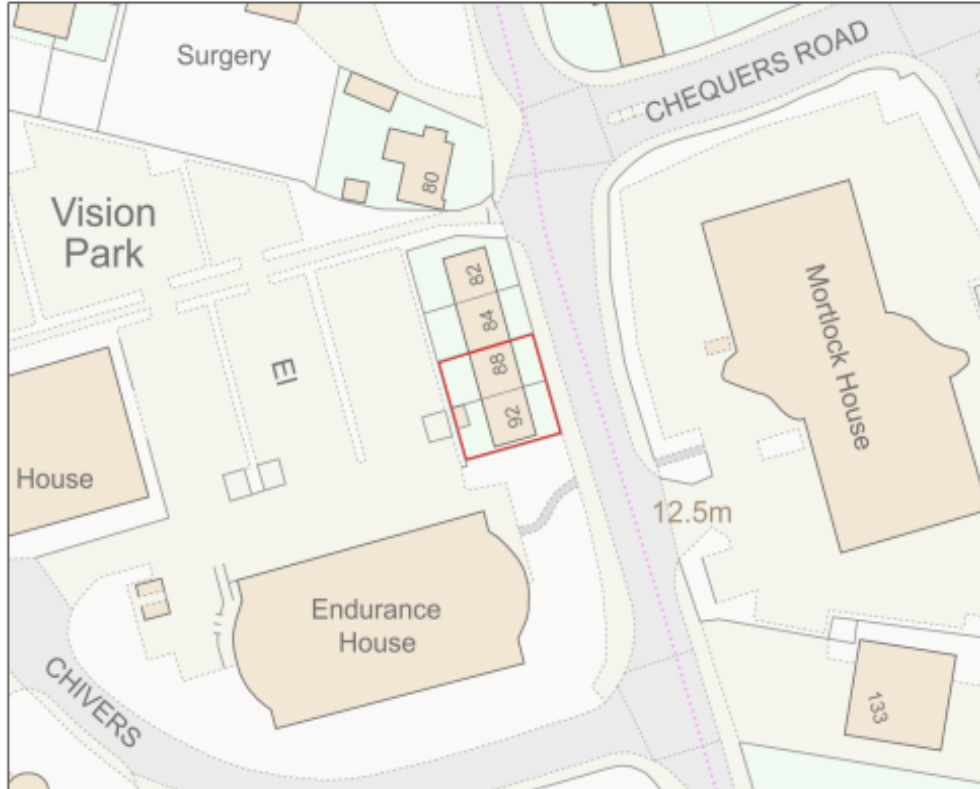 Surgery
CHEQUERS ROAD
80
Vision
Park
82
84
88
92
El
Mortlock House
House
12.5m
Endurance
House
CHIVERS
133